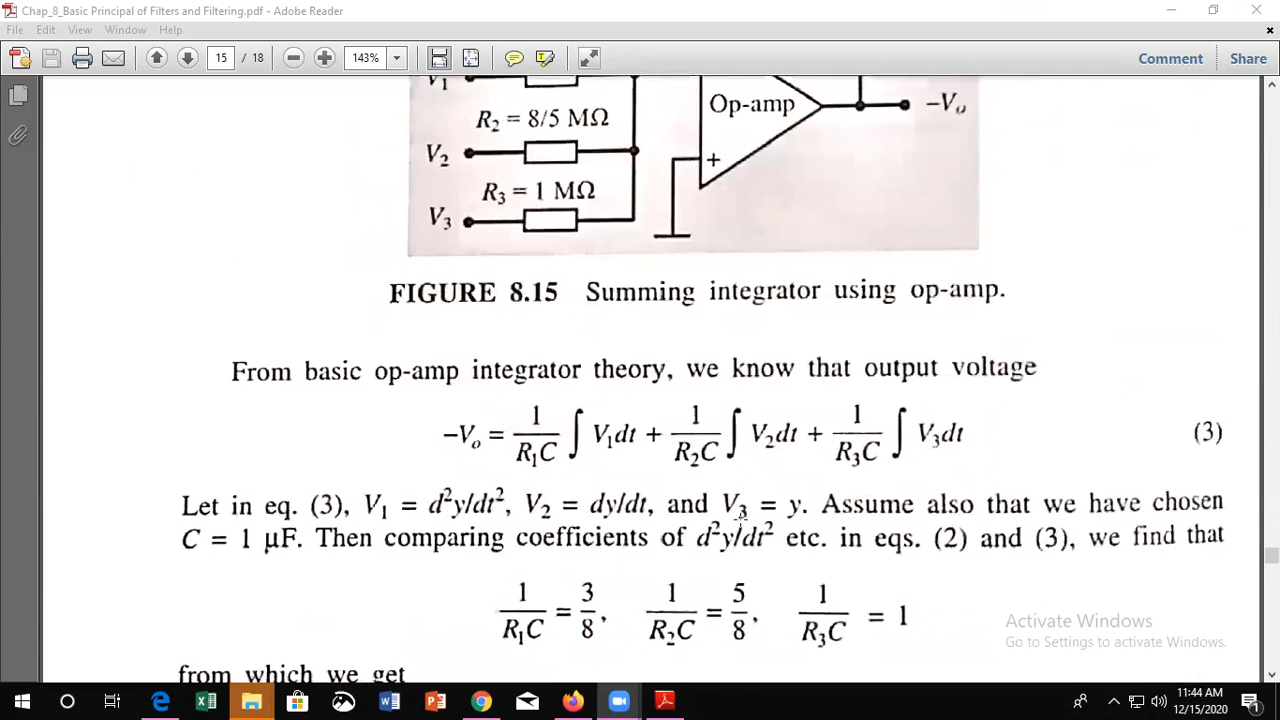 Chap_8_Basic Principal of Filters and Filtering.pdf - Adobe Reader
File Edit View Window Help
15 / 18 143% Comment Share
V₁
R₂ = 8/5 MΩ
Op-amp
−Vₒ
V₂
+
R₃ = 1 MΩ
V₃
FIGURE 8.15 Summing integrator using op-amp.
From basic op-amp integrator theory, we know that output voltage
−Vₒ = 1/R₁C ∫ V₁dt + 1/R₂C ∫ V₂dt + 1/R₃C ∫ V₃dt (3)
Let in eq. (3), V₁ = d²y/dt², V₂ = dy/dt, and V₃ = y. Assume also that we have chosen
C = 1 μF. Then comparing coefficients of d²y/dt² etc. in eqs. (2) and (3), we find that
1/R₁C = 3/8, 1/R₂C = 5/8, 1/R₃C = 1
Activate Windows
Go to Settings to activate Windows.
from which we get
11:44 AM
12/15/2020